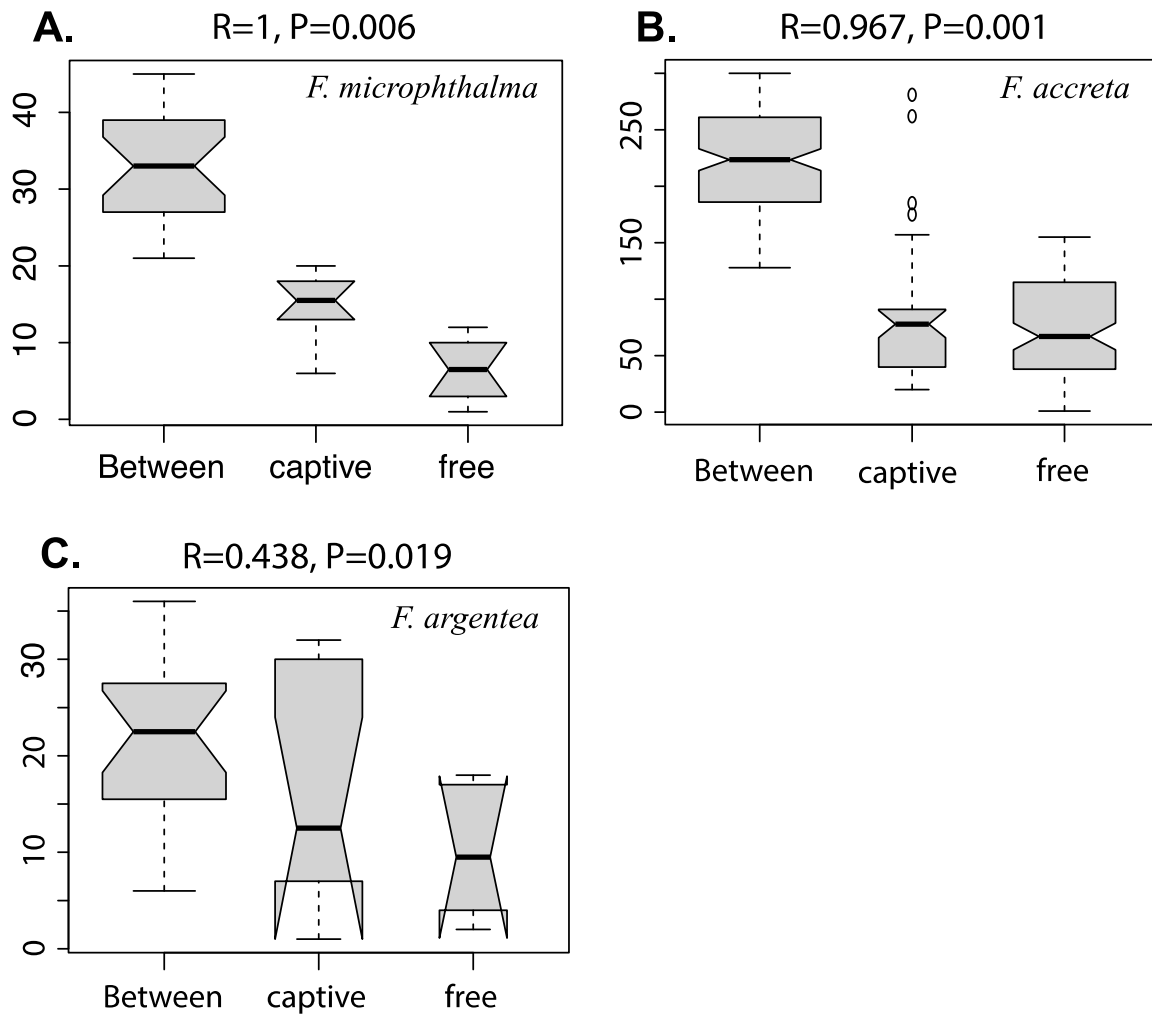 A.
R=1, P=0.006
F. microphthalma
40
30
20
10
0
Between captive free
B.
R=0.967, P=0.001
F. accreta
250
150
50
0
Between captive free
C.
R=0.438, P=0.019
F. argentea
30
20
10
0
Between captive free